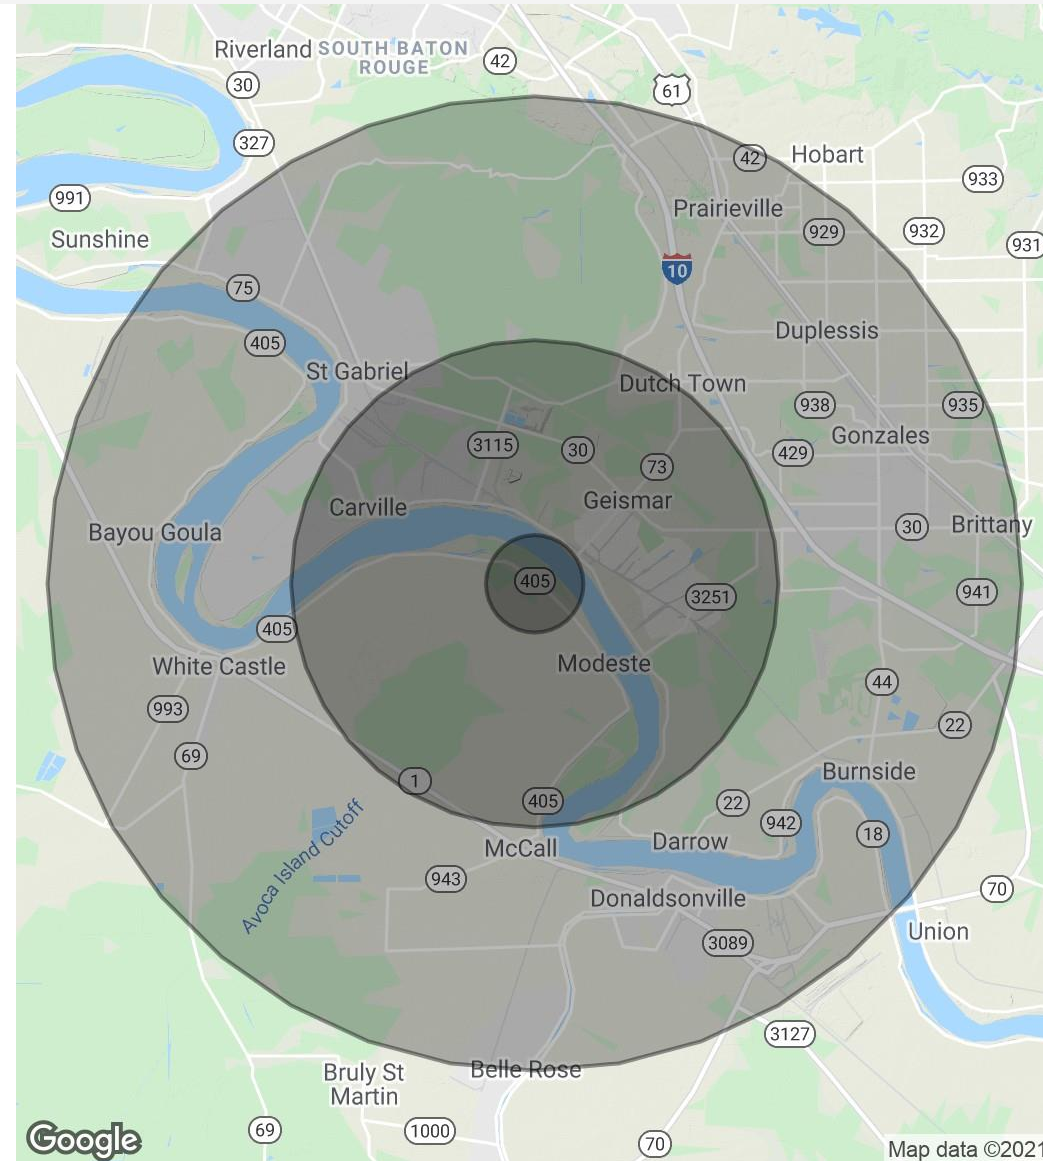 Riverland
SOUTH BATON
ROUGE
42
61
30
327
42
Hobart
933
991
Prairieville
929
932
931
Sunshine
10
75
405
Duplessis
St Gabriel
Dutch Town
938
935
Gonzales
3115
30
73
429
Geismar
Carville
Bayou Goula
30
Brittany
405
3251
941
405
White Castle
Modeste
44
993
22
69
1
Burnside
405
22
942
18
McCall
Darrow
Avoca Island Cutoff
943
70
Donaldsonville
3089
Union
3127
Bruly St
Martin
Belle Rose
69
1000
70
Google
Map data ©2021